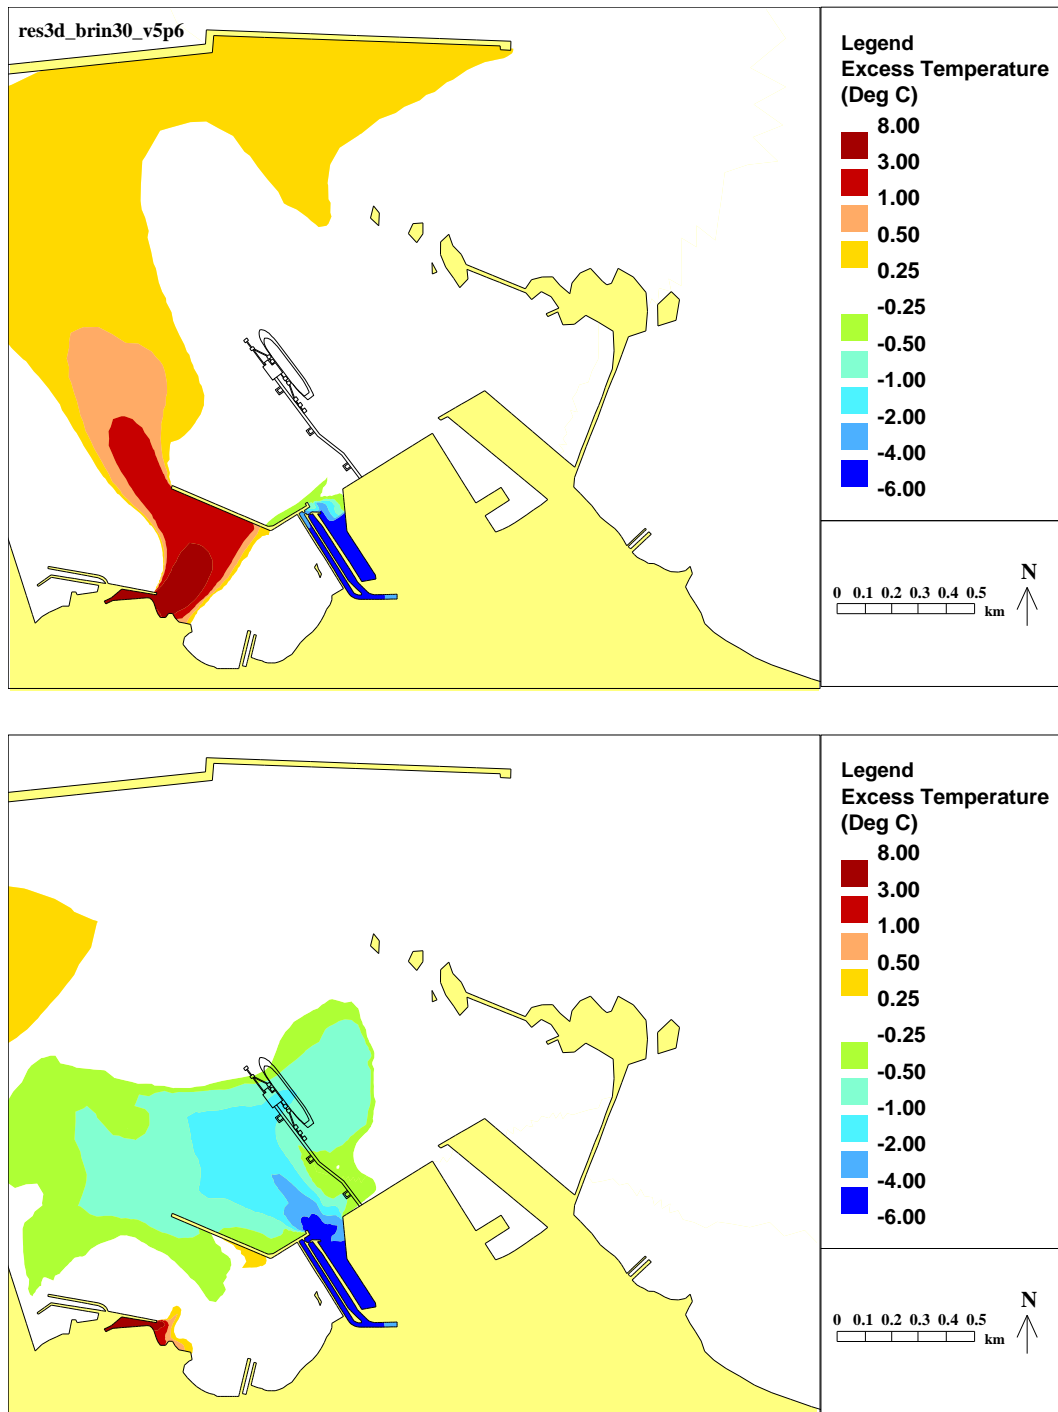 res3d_brin30_v5p6
Legend
Excess Temperature
(Deg C)
8.00
3.00
1.00
0.50
0.25
-0.25
-0.50
-1.00
-2.00
-4.00
-6.00
N
0 0.1 0.2 0.3 0.4 0.5
km
Legend
Excess Temperature
(Deg C)
8.00
3.00
1.00
0.50
0.25
-0.25
-0.50
-1.00
-2.00
-4.00
-6.00
N
0 0.1 0.2 0.3 0.4 0.5
km